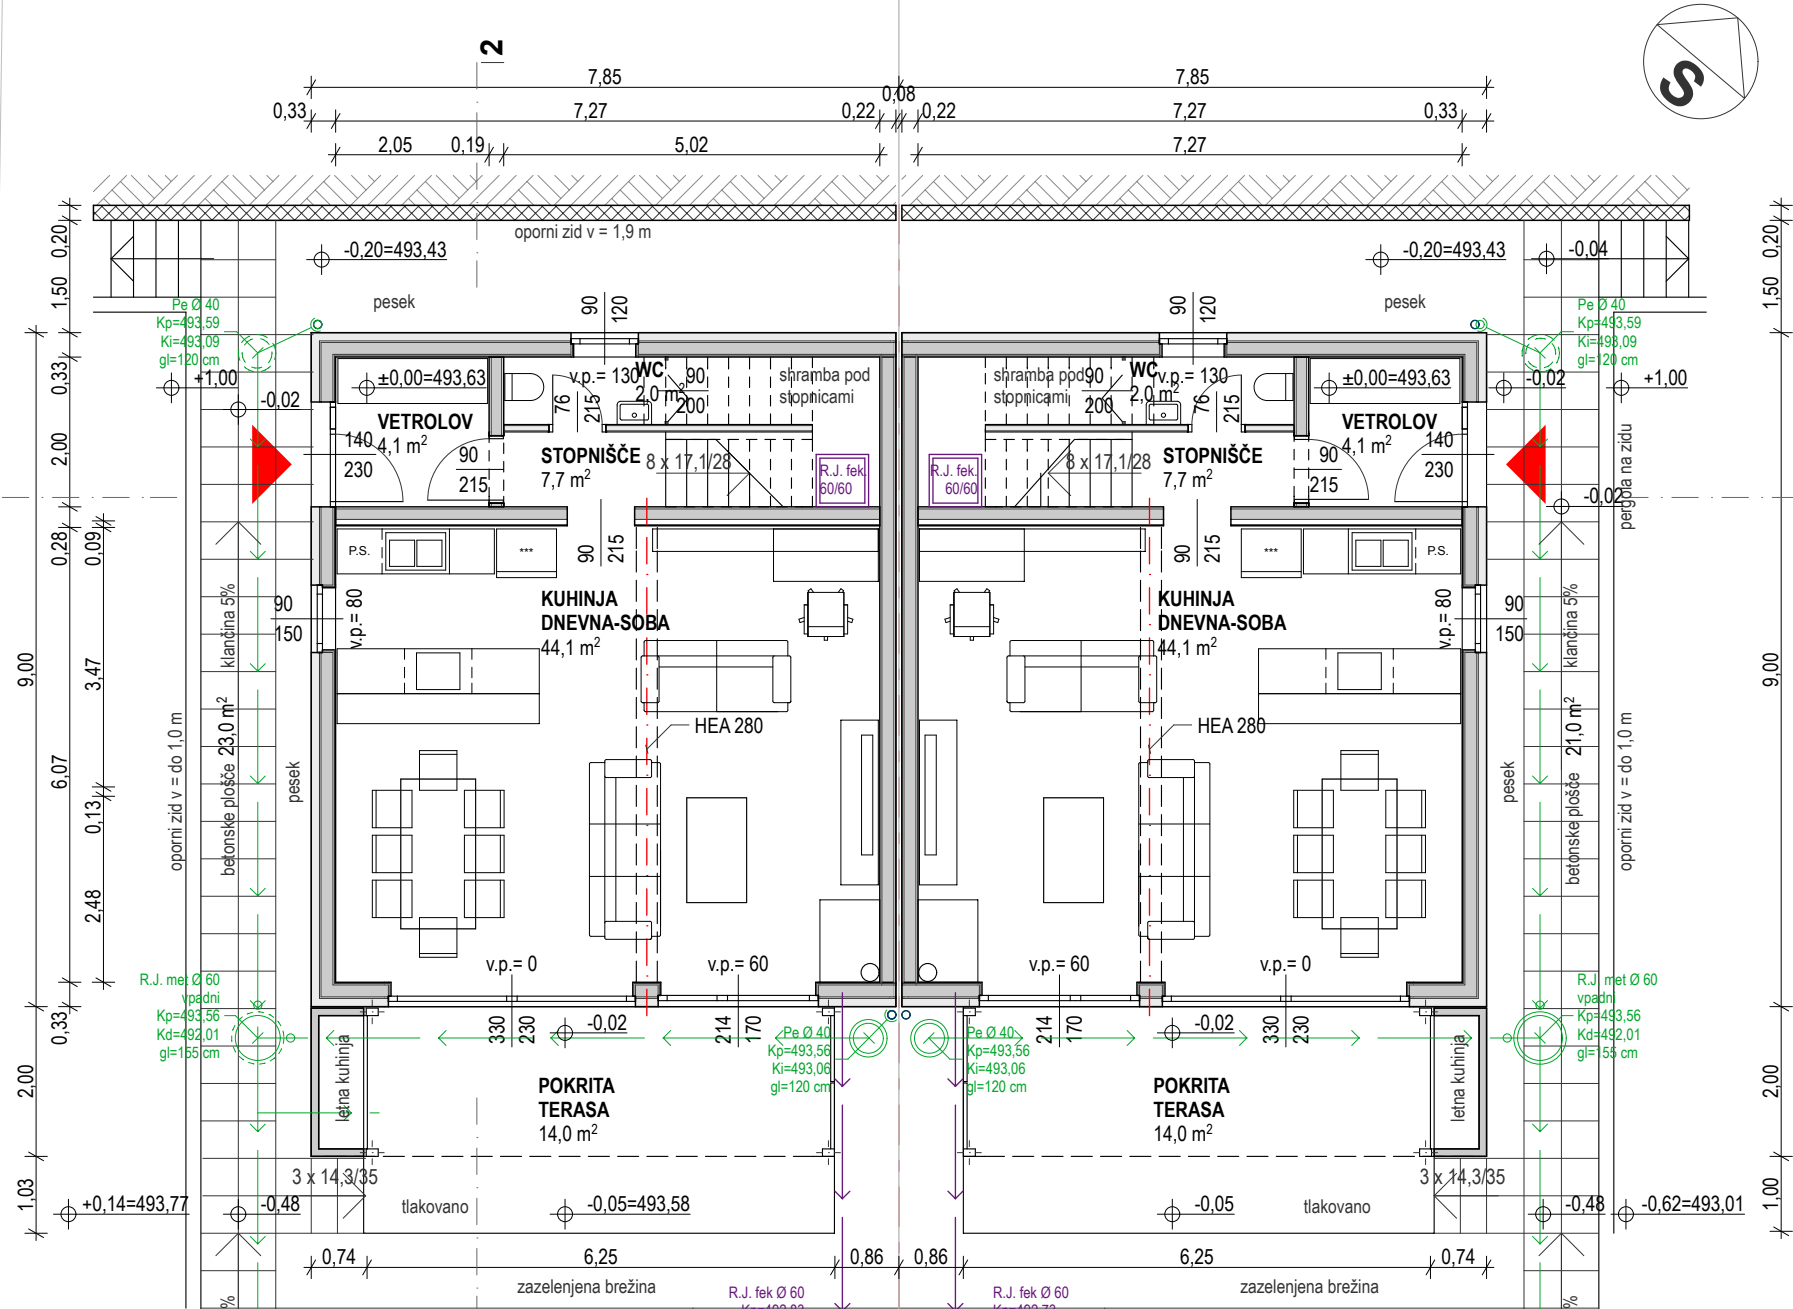 2
S
7,85
7,85
0,08
0,33
7,27
0,22
0,22
7,27
0,33
2,05
0,19
5,02
7,27
oporni zid v = 1,9 m
0,20
0,20
-0,20=493,43
-0,20=493,43
-0,04
1,50
1,50
pesek
pesek
90
120
90
120
Pe Ø 40
Kp=493,59
Ki=493,09
gl=120 cm
Pe Ø 40
Kp=493,59
Ki=493,09
gl=120 cm
+1,00
-0,02
±0,00=493,63
v.p.= 130
WC
2,0 m²
90
200
shramba pod
stopnicami
shramba pod
stopnicami
90
200
WC
2,0 m²
v.p.= 130
±0,00=493,63
-0,02
+1,00
0,33
76
215
76
215
VETROLOV
4,1 m²
VETROLOV
4,1 m²
140
230
90
215
STOPNIŠČE
7,7 m²
8 x 17,1/28
R.J. fek.
60/60
R.J. fek.
60/60
8 x 17,1/28
STOPNIŠČE
7,7 m²
90
215
140
230
2,00
-0,02
pergola na zidu
0,28
0,09
P.S.
***
90
215
90
215
***
P.S.
90
150
v.p.= 80
KUHINJA
DNEVNA-SOBA
44,1 m²
KUHINJA
DNEVNA-SOBA
44,1 m²
v.p.= 80
90
150
klančina 5%
klančina 5%
9,00
3,47
9,00
HEA 280
HEA 280
betonske plošče 23,0 m²
betonske plošče 21,0 m²
oporni zid v = do 1,0 m
oporni zid v = do 1,0 m
pesek
pesek
6,07
0,13
2,48
v.p.= 0
v.p.= 60
v.p.= 60
v.p.= 0
R.J. met Ø 60
vpadni
Kp=493,56
Kd=492,01
gl=155 cm
R.J. met Ø 60
vpadni
Kp=493,56
Kd=492,01
gl=155 cm
0,33
330
230
-0,02
214
170
Pe Ø 40
Kp=493,56
Ki=493,06
gl=120 cm
Pe Ø 40
Kp=493,56
Ki=493,06
gl=120 cm
214
170
-0,02
330
230
letna kuhinja
letna kuhinja
2,00
2,00
POKRITA
TERASA
14,0 m²
POKRITA
TERASA
14,0 m²
3 x 14,3/35
3 x 14,3/35
1,03
1,00
+0,14=493,77
-0,48
tlakovano
-0,05=493,58
-0,05
tlakovano
-0,48
-0,62=493,01
0,74
6,25
0,86
0,86
6,25
0,74
zazelenjena brežina
zazelenjena brežina
R.J. fek Ø 60
R.J. fek Ø 60
%
%